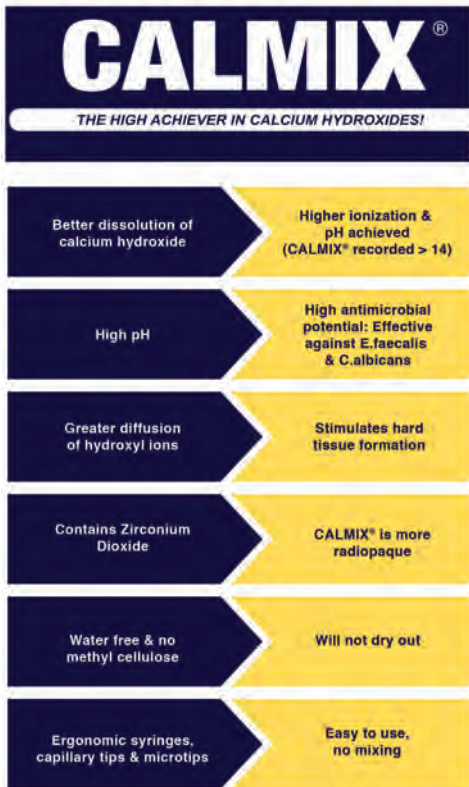 CALMIX®
THE HIGH ACHIEVER IN CALCIUM HYDROXIDES!
Better dissolution of
calcium hydroxide
Higher ionization &
pH achieved
(CALMIX® recorded > 14)
High pH
High antimicrobial
potential: Effective
against E.faecalis
& C.albicans
Greater diffusion
of hydroxyl ions
Stimulates hard
tissue formation
Contains Zirconium
Dioxide
CALMIX® is more
radiopaque
Water free & no
methyl cellulose
Will not dry out
Ergonomic syringes,
capillary tips & microtips
Easy to use,
no mixing